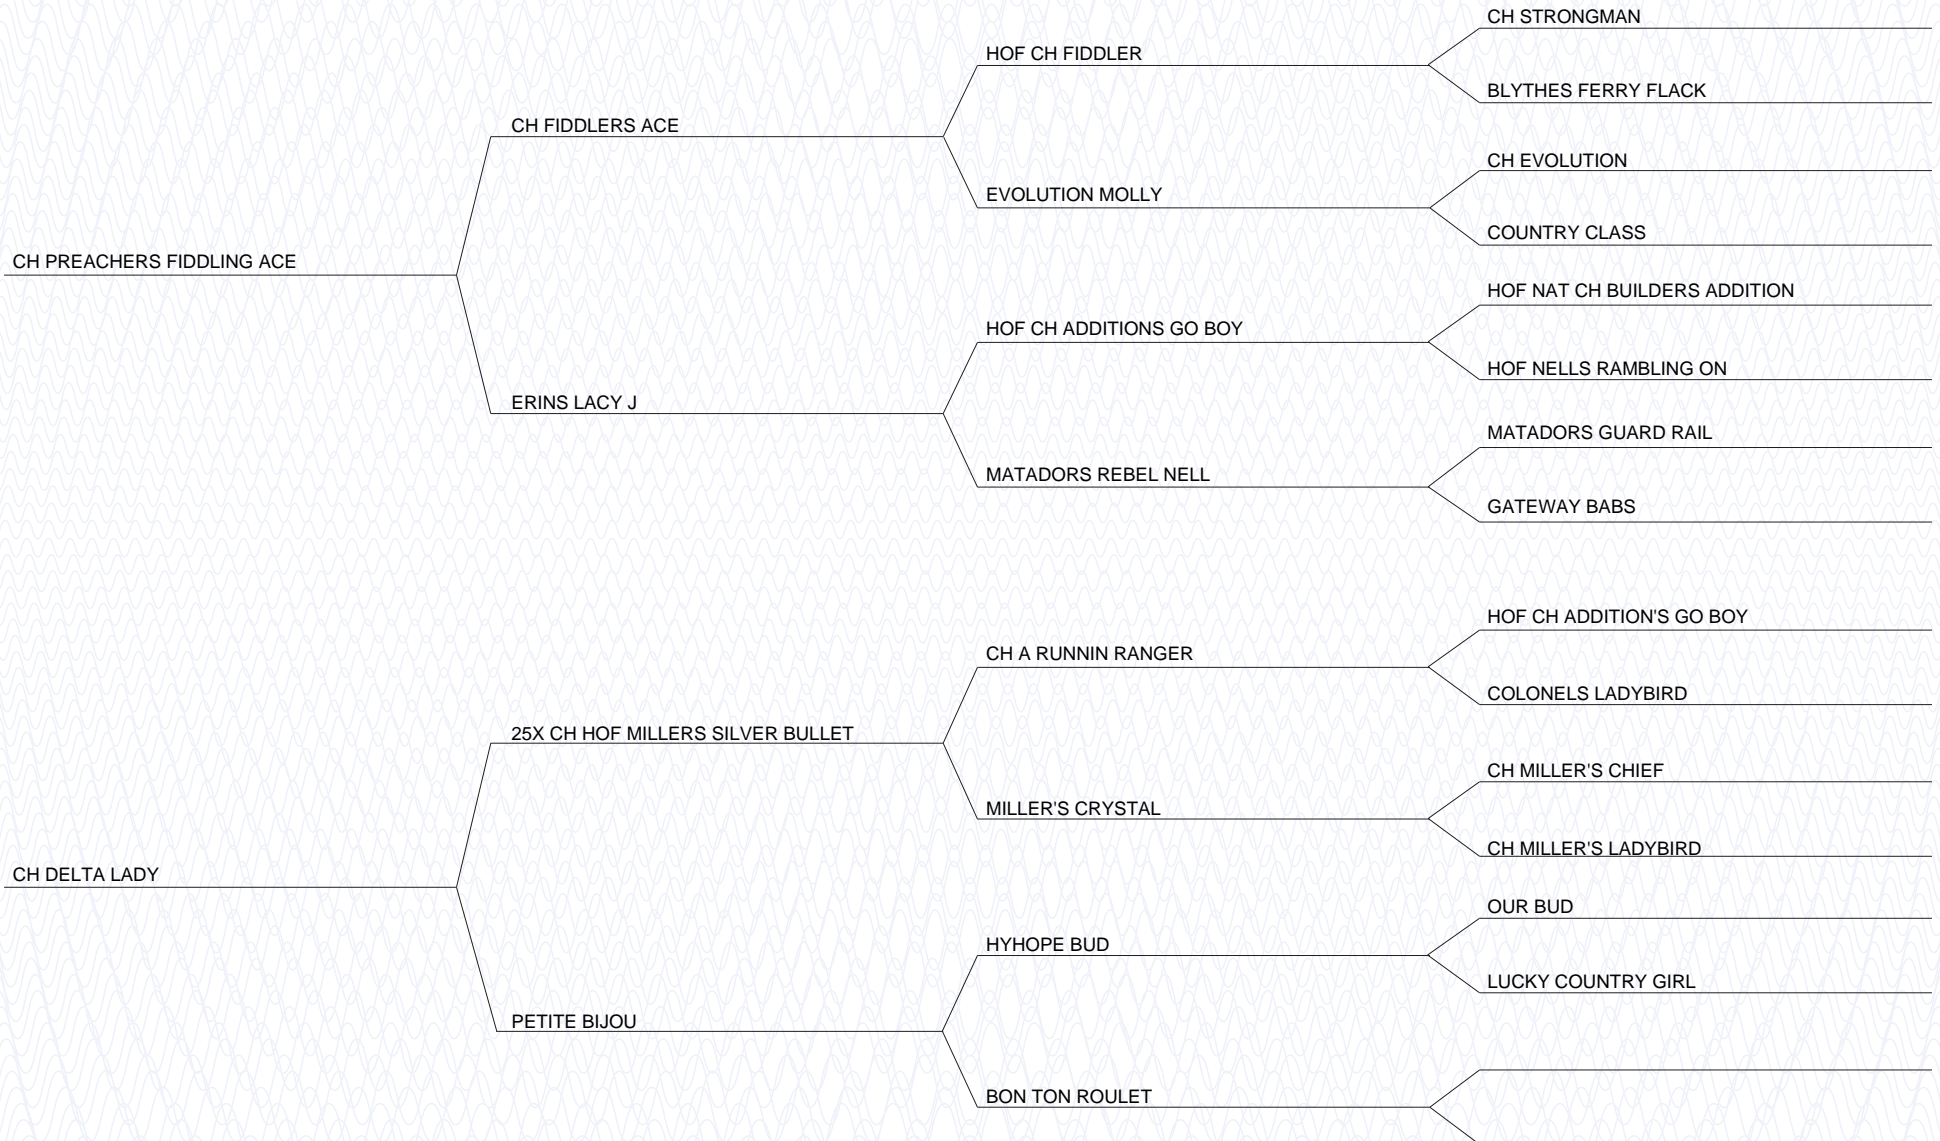 CH STRONGMAN
HOF CH FIDDLER
BLYTHES FERRY FLACK
CH FIDDLERS ACE
CH EVOLUTION
EVOLUTION MOLLY
COUNTRY CLASS
CH PREACHERS FIDDLING ACE
HOF NAT CH BUILDERS ADDITION
HOF CH ADDITIONS GO BOY
HOF NELLS RAMBLING ON
ERINS LACY J
MATADORS GUARD RAIL
MATADORS REBEL NELL
GATEWAY BABS
HOF CH ADDITION'S GO BOY
CH A RUNNIN RANGER
COLONELS LADYBIRD
25X CH HOF MILLERS SILVER BULLET
CH MILLER'S CHIEF
MILLER'S CRYSTAL
CH MILLER'S LADYBIRD
CH DELTA LADY
OUR BUD
HYHOPE BUD
LUCKY COUNTRY GIRL
PETITE BIJOU
BON TON ROULET